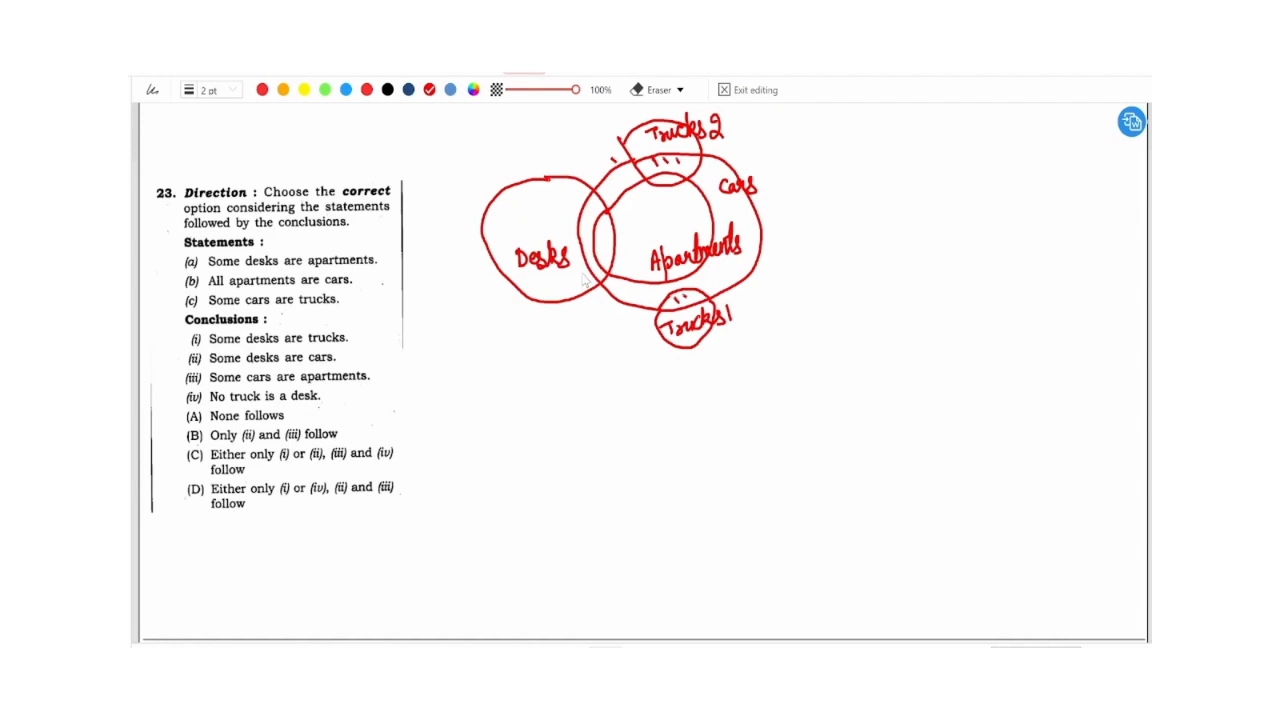 2 pt
100%
Eraser
Exit editing
23. Direction : Choose the correct
option considering the statements
followed by the conclusions.
Statements :
(a) Some desks are apartments.
(b) All apartments are cars.
(c) Some cars are trucks.
Conclusions :
(i) Some desks are trucks.
(ii) Some desks are cars.
(iii) Some cars are apartments.
(iv) No truck is a desk.
(A) None follows
(B) Only (ii) and (iii) follow
(C) Either only (i) or (ii), (iii) and (iv)
follow
(D) Either only (i) or (iv), (ii) and (iii)
follow
Trucks 2
Cars
Desks
Apartments
Trucks 1